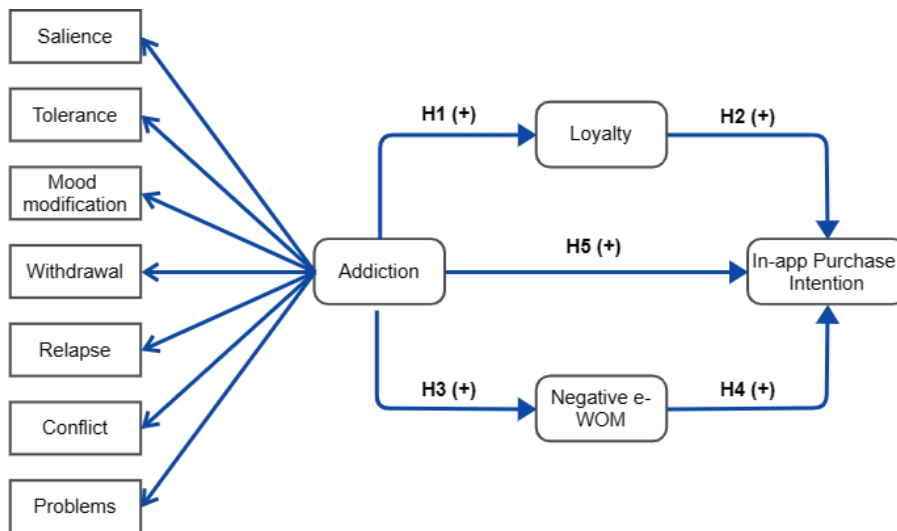 Salience
Tolerance
Mood
modification
Withdrawal
Relapse
Conflict
Problems
Addiction
H1 (+)
Loyalty
H2 (+)
H5 (+)
In-app Purchase
Intention
H3 (+)
Negative e-
WOM
H4 (+)